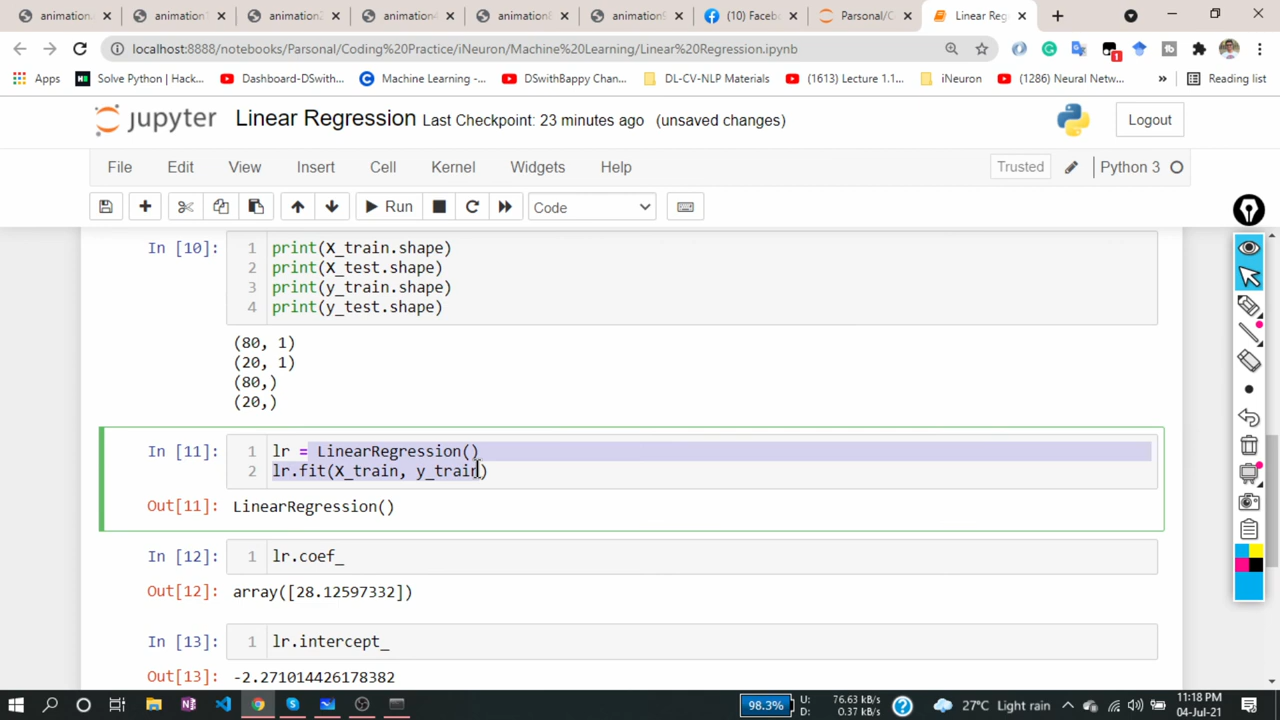 animation
animation1
animation2
animation4
animation8
animation9
(10) Faceb
Parsonal/C
Linear Reg
localhost:8888/notebooks/Parsonal/Coding%20Practice/iNeuron/Machine%20Learning/Linear%20Regression.ipynb
Apps
Solve Python | Hack...
Dashboard-DSwith...
Machine Learning -...
DSwithBappy Chan...
DL-CV-NLP Materials
(1613) Lecture 1.1...
iNeuron
(1286) Neural Netw...
»
Reading list
jupyter Linear Regression Last Checkpoint: 23 minutes ago (unsaved changes)
Logout
File Edit View Insert Cell Kernel Widgets Help
Trusted
Python 3
Run
Code
In [10]:
1 print(X_train.shape)
2 print(X_test.shape)
3 print(y_train.shape)
4 print(y_test.shape)
(80, 1)
(20, 1)
(80,)
(20,)
In [11]:
1 lr = LinearRegression()
2 lr.fit(X_train, y_train)
Out[11]: LinearRegression()
In [12]: 1 lr.coef_
Out[12]: array([28.12597332])
In [13]: 1 lr.intercept_
Out[13]: -2.271014426178382
98.3%
U: 76.63 kB/s
D: 0.37 kB/s
27°C Light rain
11:18 PM
04-Jul-21